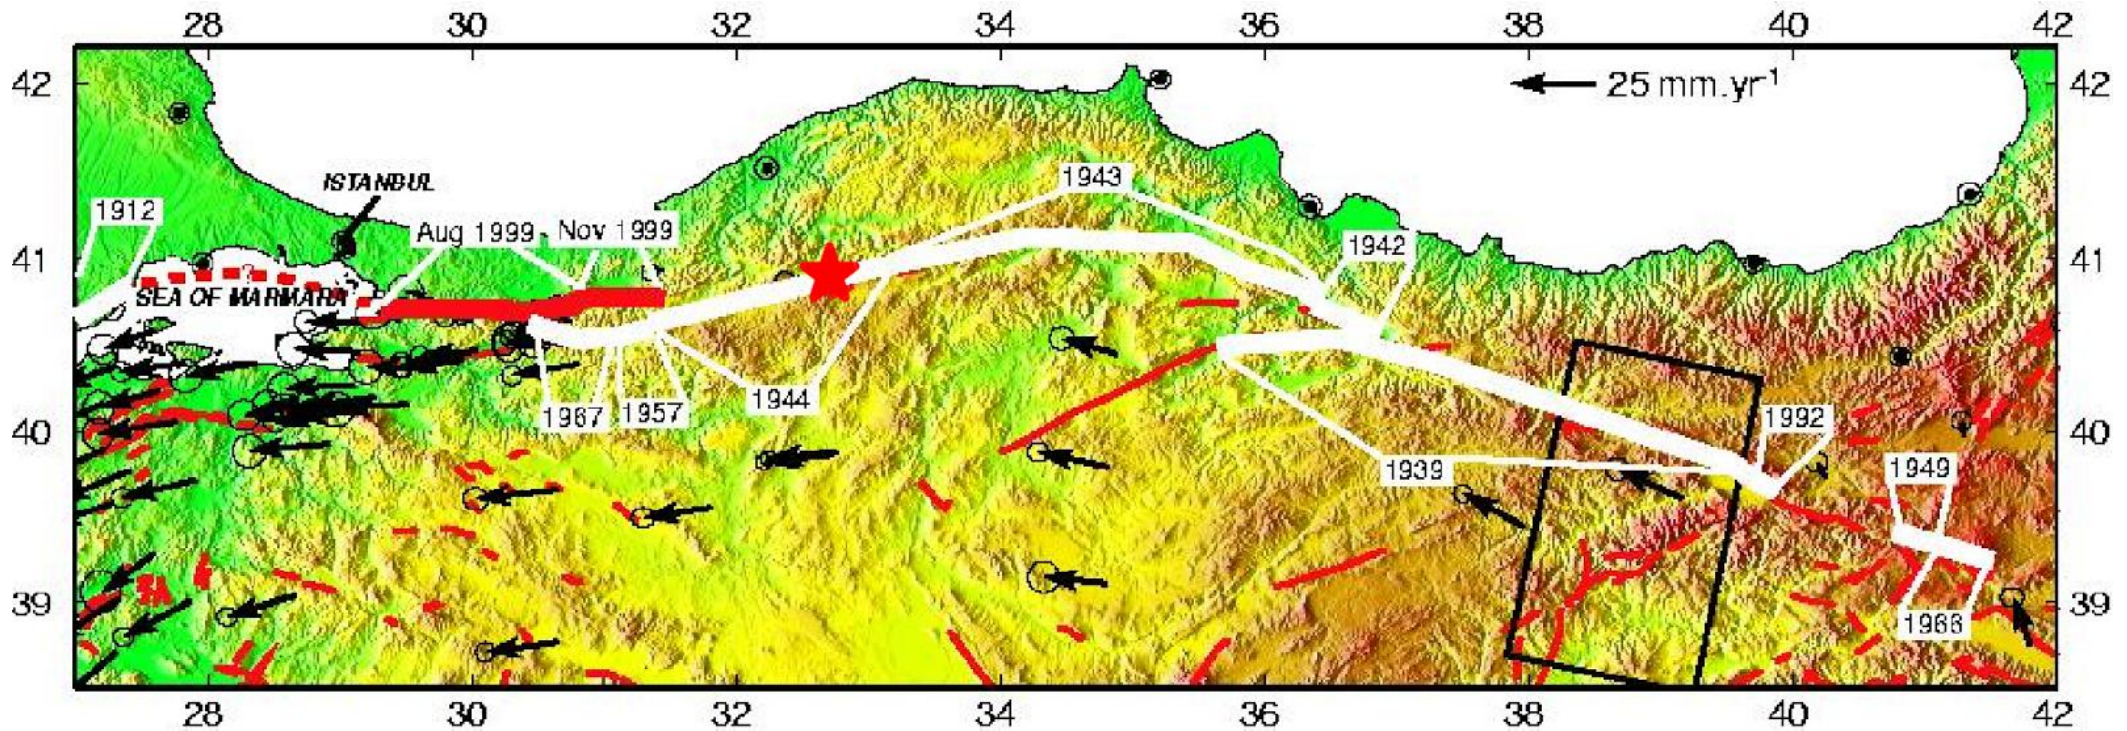 28 30 32 34 36 38 40 42
42 42
25 mm.yr-1
ISTANBUL
1943
1912
Aug 1999 Nov 1999
1942
41 41
SEA OF MARMARA
1967 1957 1944
1992
40 40
1939
1949
39 39
1966
28 30 32 34 36 38 40 42